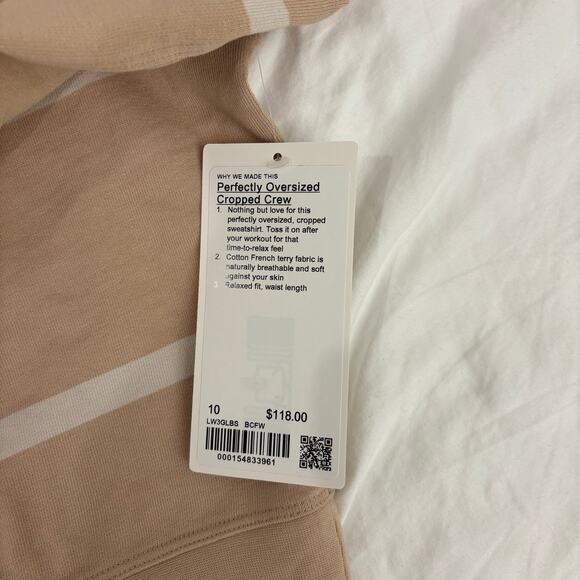 WHY WE MADE THIS
Perfectly Oversized
Cropped Crew
1. Nothing but love for this
perfectly oversized, cropped
sweatshirt. Toss it on after
your workout for that
time-to-relax feel
2. Cotton French terry fabric is
naturally breathable and soft
against your skin
3. Relaxed fit, waist length
10 $118.00
LW3GLBS BCFW
000154833961